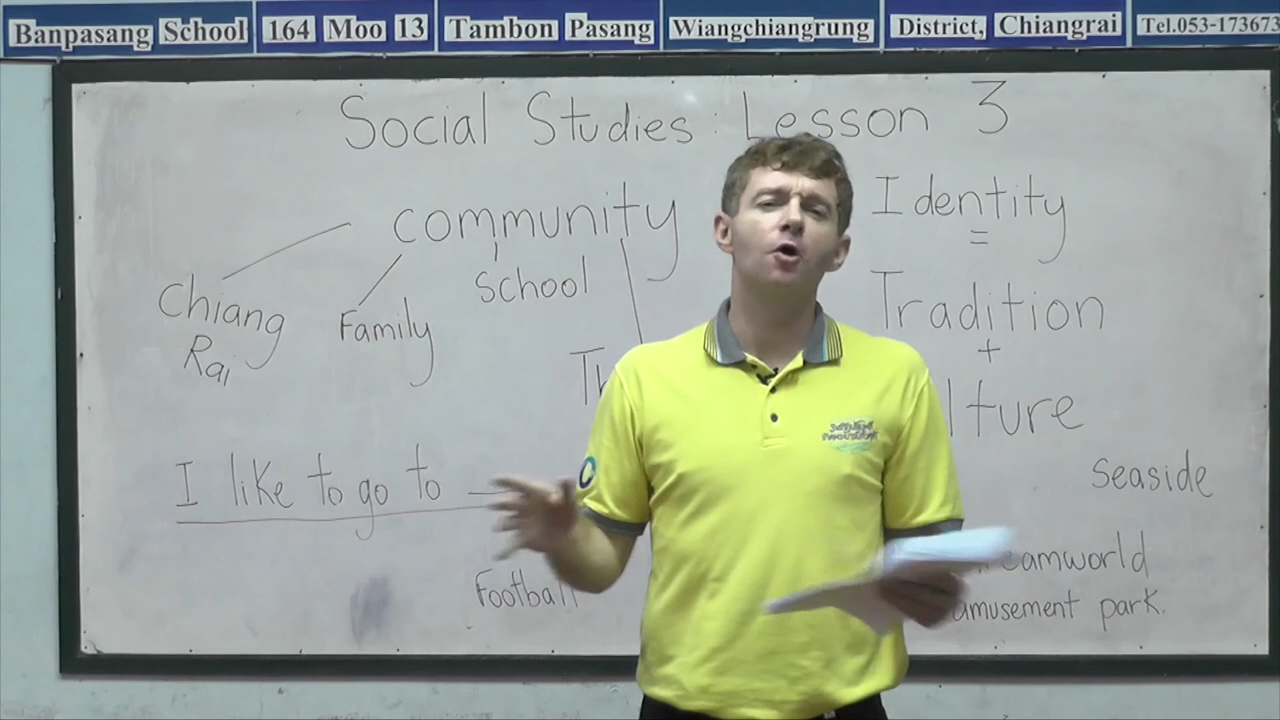 Banpasang School 164 Moo 13 Tambon Pasang Wiangchiangrung District, Chiangrai Tel.053-173673
Social Studies: Lesson 3
community
Identity
=
School
Chiang
Rai
Family
Tradition
+
I like to go to
Seaside
Football
amusement park.